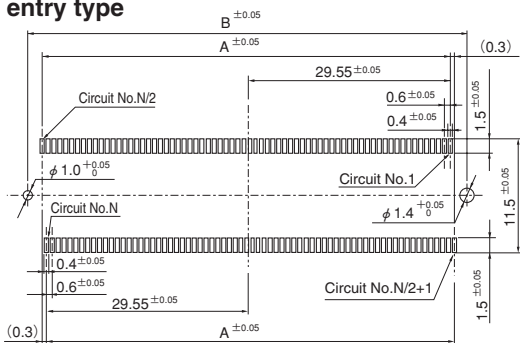 entry type
B ±0.05
A ±0.05
(0.3)
29.55±0.05
Circuit No.N/2
0.6±0.05
0.4±0.05
1.5±0.05
φ1.0 +0.05 0
Circuit No.1
Circuit No.N
φ1.4 +0.05 0
11.5±0.05
0.4±0.05
0.6±0.05
Circuit No.N/2+1
29.55±0.05
1.5±0.05
(0.3)
A ±0.05